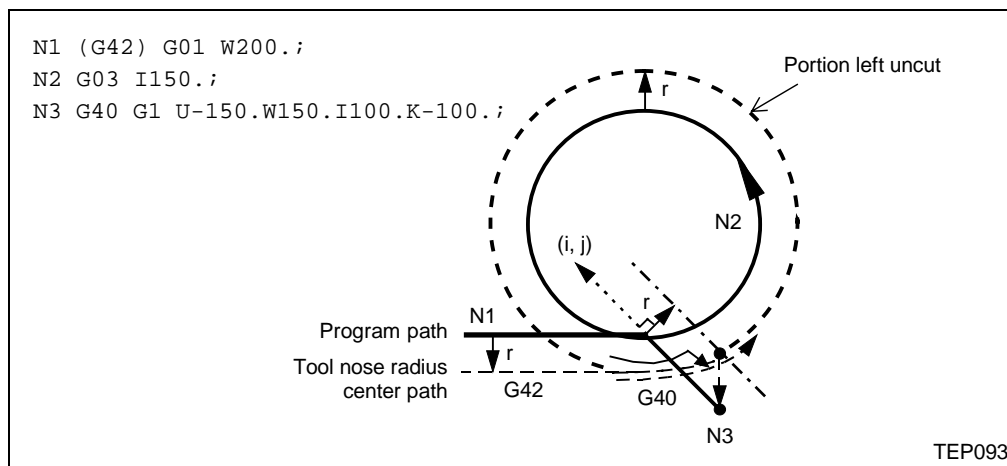 N1 (G42) G01 W200.;
N2 G03 I150.;
N3 G40 G1 U-150.W150.I100.K-100.;
Portion left uncut
r
N2
(i, j)
r
N1
Program path
r
Tool nose radius
center path
G42
G40
N3
TEP093